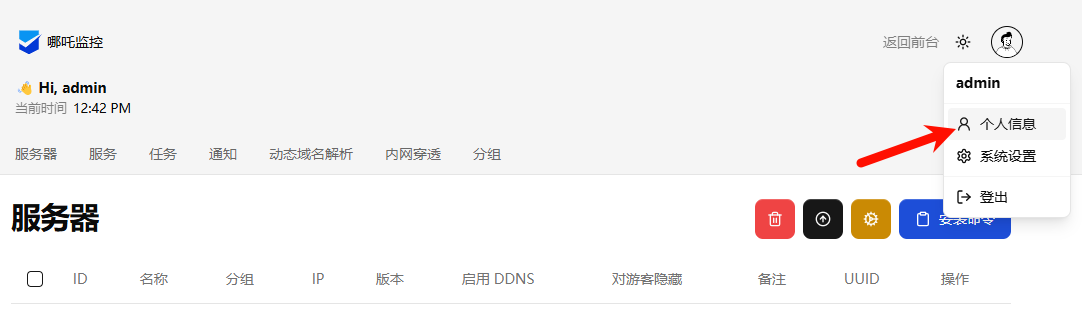 哪吒监控
返回前台
Hi, admin
当前时间 12:42 PM
admin
个人信息
系统设置
登出
服务器 服务 任务 通知 动态域名解析 内网穿透 分组
服务器
安装命令
ID 名称 分组 IP 版本 启用 DDNS 对游客隐藏 备注 UUID 操作